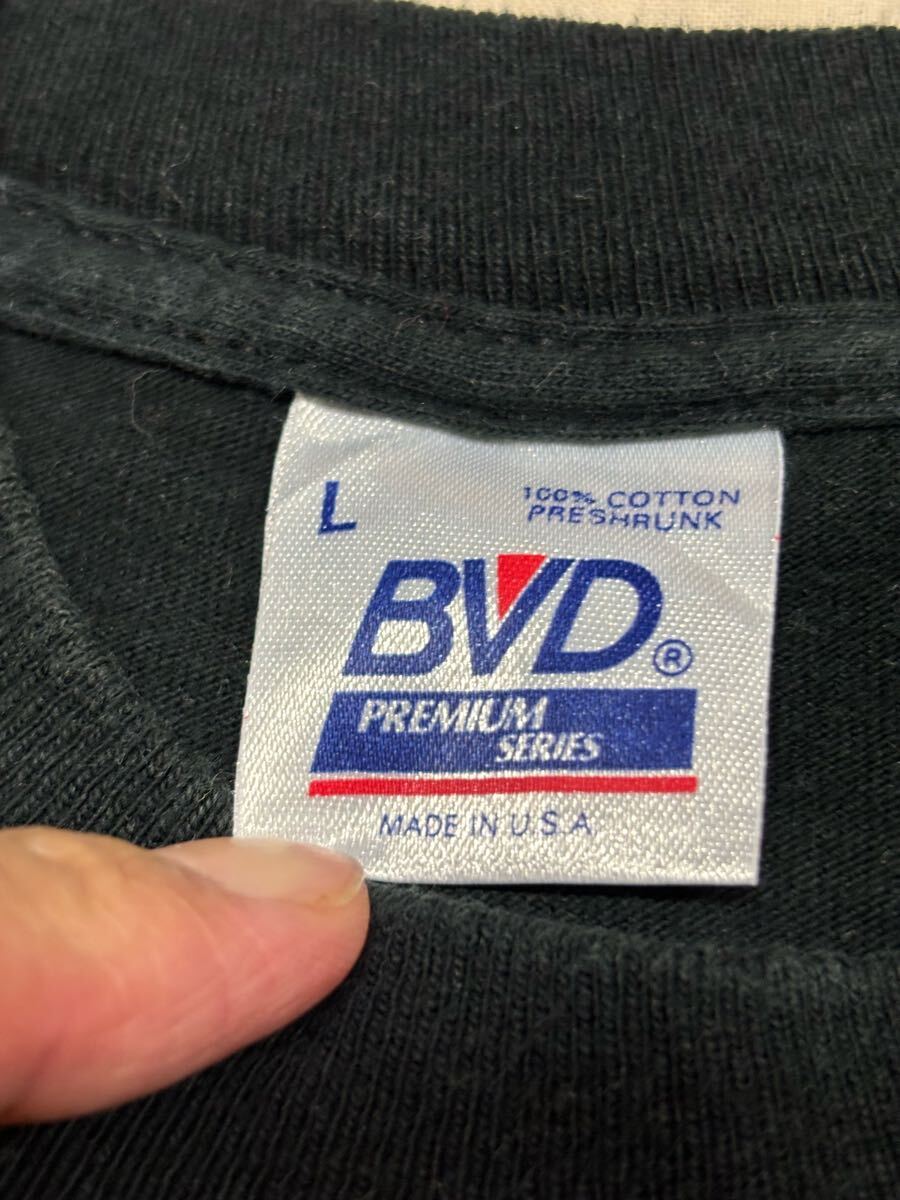 L
100% COTTON
PRESHRUNK
BVD®
PREMIUM
SERIES
MADE IN U.S.A.